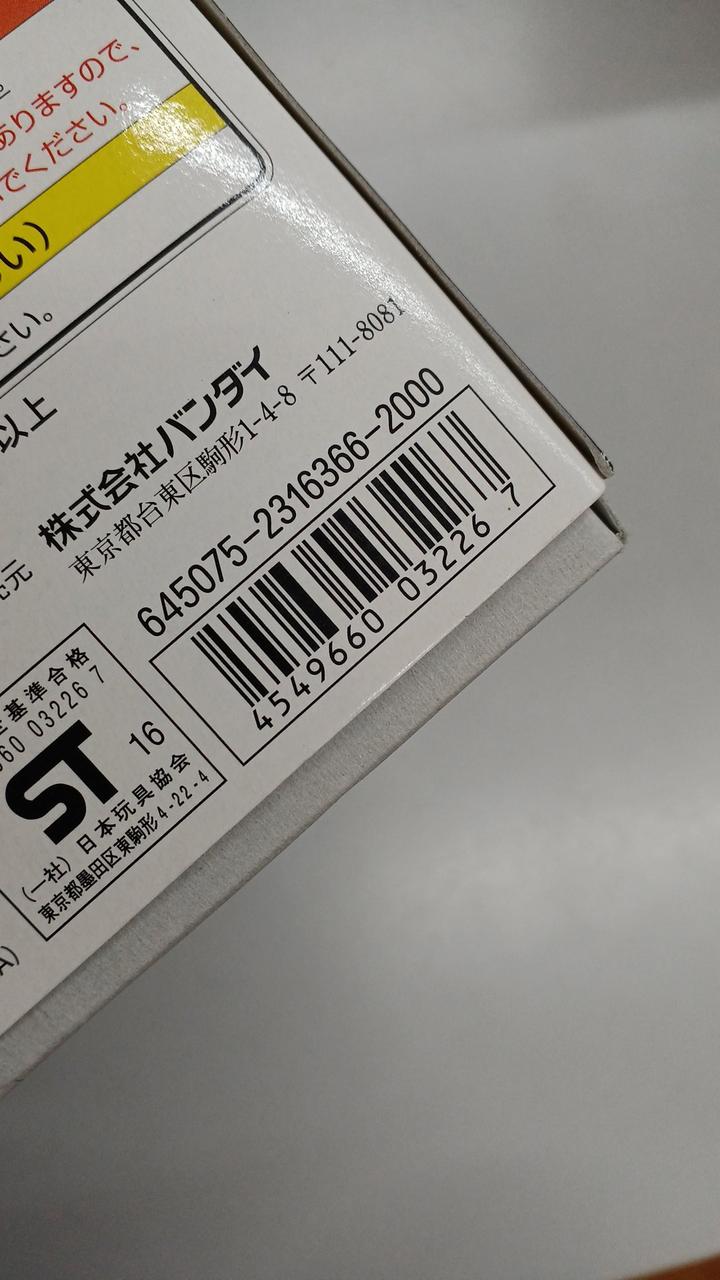 ありますので、
でください。
い)
さい。
以上
元 株式会社バンダイ
東京都台東区駒形1-4-8 〒111-8081
645075-2316366-2000
4549660 03226 7
基準合格
60 03226 7
ST 16
(一社)日本玩具協会
東京都墨田区東駒形4-22-4
A)